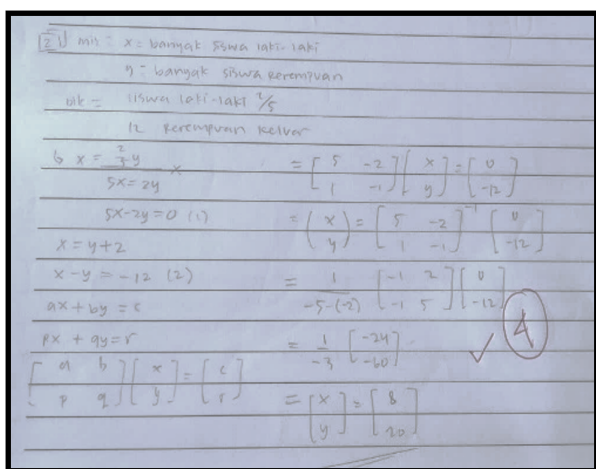 [2] mis : x = banyak siswa laki-laki
y = banyak siswa perempuan
dik = siswa laki-laki 2/5
12 perempuan keluar
b x = 2/3 y x
5x = 2y
5x - 2y = 0 (1)
x = y + 2
x - y = -12 (2)
ax + by = c
px + qy = r
[a b; p q] [x; y] = [c; r]
= [5 -2; 1 -1] [x; y] = [0; -12]
= (x; y) = [5 -2; 1 -1]^-1 [0; -12]
= 1/(-5-(-2)) [-1 2; -1 5] [0; -12]
= 1/-3 [-24; -60]
= [x; y] = [8; 20]
✓ 4